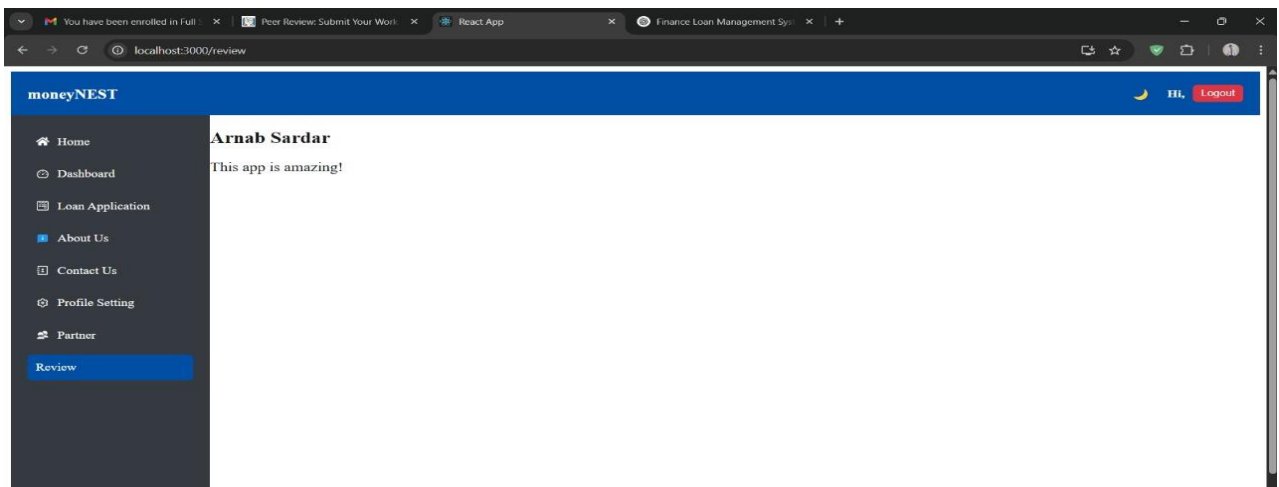 You have been enrolled in Full
Peer Review: Submit Your Work
React App
Finance Loan Management Sys
localhost:3000/review
moneyNEST
Hi, Logout
Home
Arnab Sardar
This app is amazing!
Dashboard
Loan Application
About Us
Contact Us
Profile Setting
Partner
Review